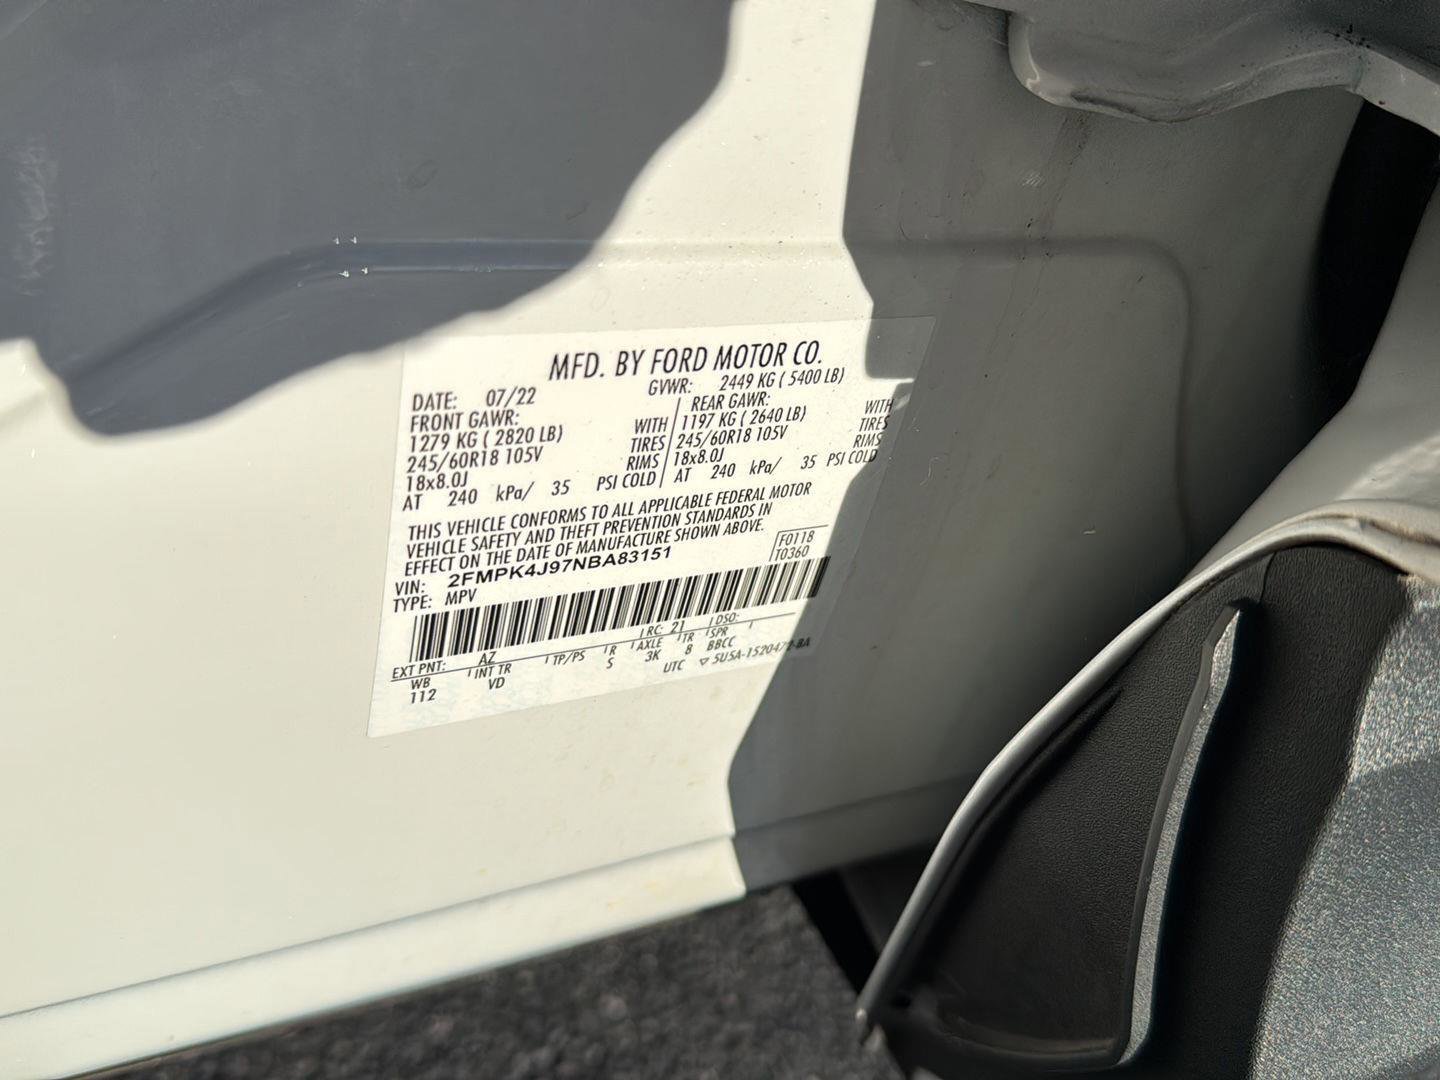 MFD. BY FORD MOTOR CO.
DATE: 07/22 GVWR: 2449 KG ( 5400 LB)
FRONT GAWR: REAR GAWR:
1279 KG ( 2820 LB) WITH 1197 KG ( 2640 LB) WITH
245/60R18 105V TIRES 245/60R18 105V TIRES
18x8.0J RIMS 18x8.0J RIMS
AT 240 kPa/ 35 PSI COLD AT 240 kPa/ 35 PSI COLD
THIS VEHICLE CONFORMS TO ALL APPLICABLE FEDERAL MOTOR
VEHICLE SAFETY AND THEFT PREVENTION STANDARDS IN
EFFECT ON THE DATE OF MANUFACTURE SHOWN ABOVE.
VIN: 2FMPK4J97NBA83151 F0118
TYPE: MPV T0360
EXT PNT: AZ RC: 21 DSO:
WB INT TR TP/PS R AXLE TR SPR
112 VD 5 3K 8 BBCC
UTC ▽ 5U5A-1520472-BA